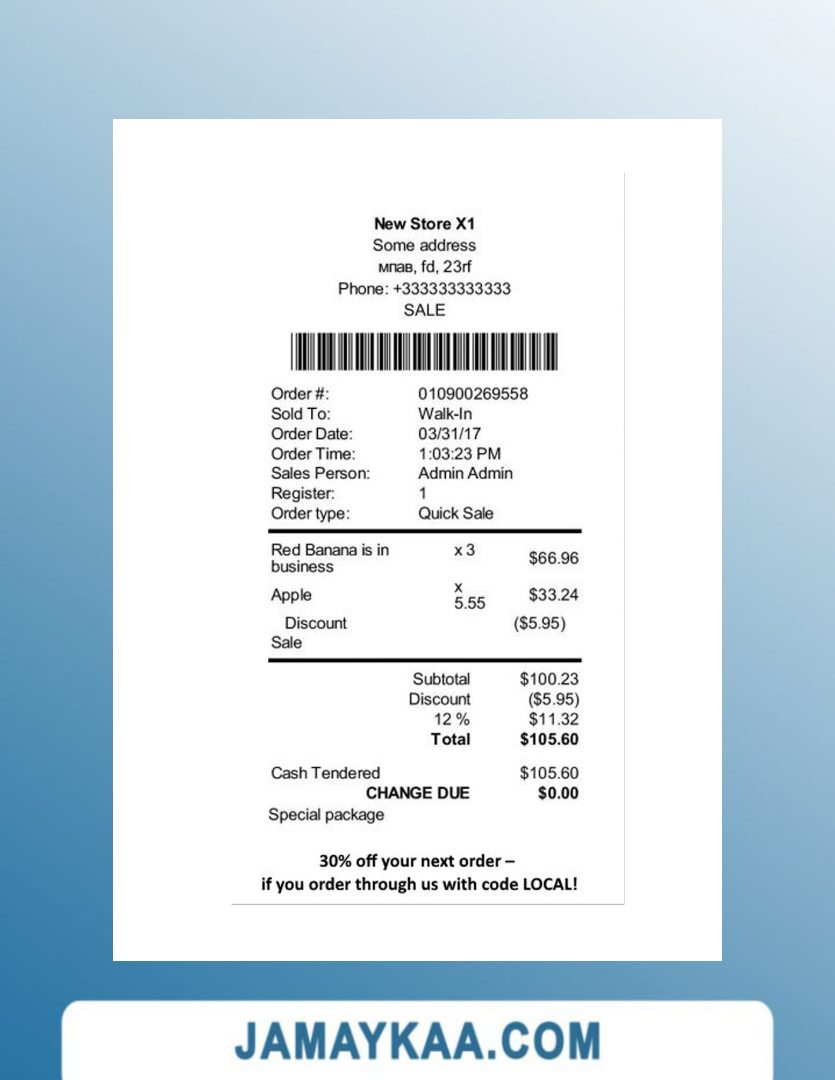 New Store X1
Some address
мпав, fd, 23rf
Phone: +333333333333
SALE
Order #: 010900269558
Sold To: Walk-In
Order Date: 03/31/17
Order Time: 1:03:23 PM
Sales Person: Admin Admin
Register: 1
Order type: Quick Sale
Red Banana is in business x 3 $66.96
Apple x 5.55 $33.24
Discount ($5.95)
Sale
Subtotal $100.23
Discount ($5.95)
12 % $11.32
Total $105.60
Cash Tendered $105.60
CHANGE DUE $0.00
Special package
30% off your next order –
if you order through us with code LOCAL!
JAMAYKAA.COM